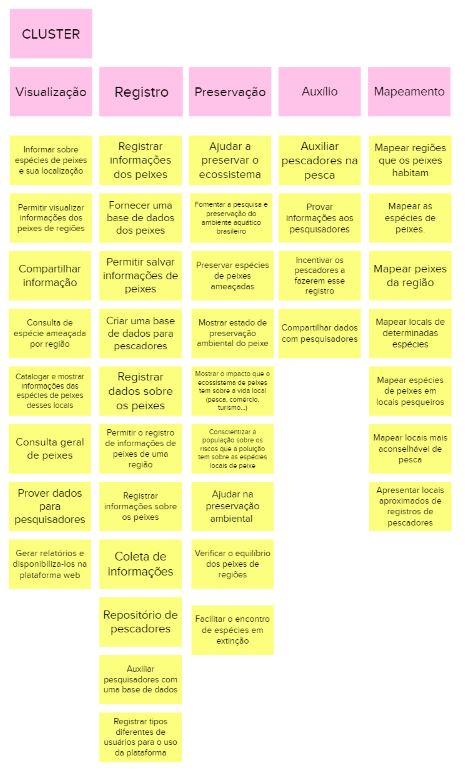 CLUSTER
Visualização
Registro
Preservação
Auxílio
Mapeamento
Informar sobre
espécies de peixes
e sua localização
Permitir visualizar
informações dos
peixes de regiões
Compartilhar
informação
Consulta de
espécie ameaçada
por região
Catalogar e mostrar
informações das
espécies de peixes
desses locais
Consulta geral
de peixes
Prover dados
para
pesquisadores
Gerar relatórios e
disponibiliza-los na
plataforma web
Registrar
informações
dos peixes
Fornecer uma
base de dados
dos peixes
Permitir salvar
informações de
peixes
Criar uma base
de dados para
pescadores
Registrar
dados sobre
os peixes
Permitir o registro
de informações de
peixes de uma
região
Registrar
informações sobre
os peixes
Coleta de
informações
Repositório de
pescadores
Auxiliar
pesquisadores com
uma base de dados
Registrar tipos
diferentes de
usuários para o uso
da plataforma
Ajudar a
preservar o
ecossistema
Fomentar a pesquisa e
preservação do
ambiente aquático
brasileiro
Preservar espécies
de peixes
ameaçadas
Mostrar estado de
preservação
ambiental do peixe
Mostrar o impacto que o
ecossistema de peixes
tem sobre a vida local
(pesca, comércio,
turismo...)
Conscientizar a
população sobre os
riscos que a poluição
tem sobre as espécies
locais de peixe
Ajudar na
preservação
ambiental
Verificar o equilíbrio
dos peixes de
regiões
Facilitar o encontro
de espécies em
extinção
Auxiliar
pescadores na
pesca
Provar
informações aos
pesquisadores
Incentivar os
pescadores a
fazerem esse
registro
Compartilhar dados
com pesquisadores
Mapear regiões
que os peixes
habitam
Mapear as
espécies de
peixes.
Mapear peixes
da região
Mapear locais de
determinadas
espécies
Mapear espécies
de peixes em
locais pesqueiros
Mapear locais mais
aconselhável de
pesca
Apresentar locais
aproximados de
registros de
pescadores